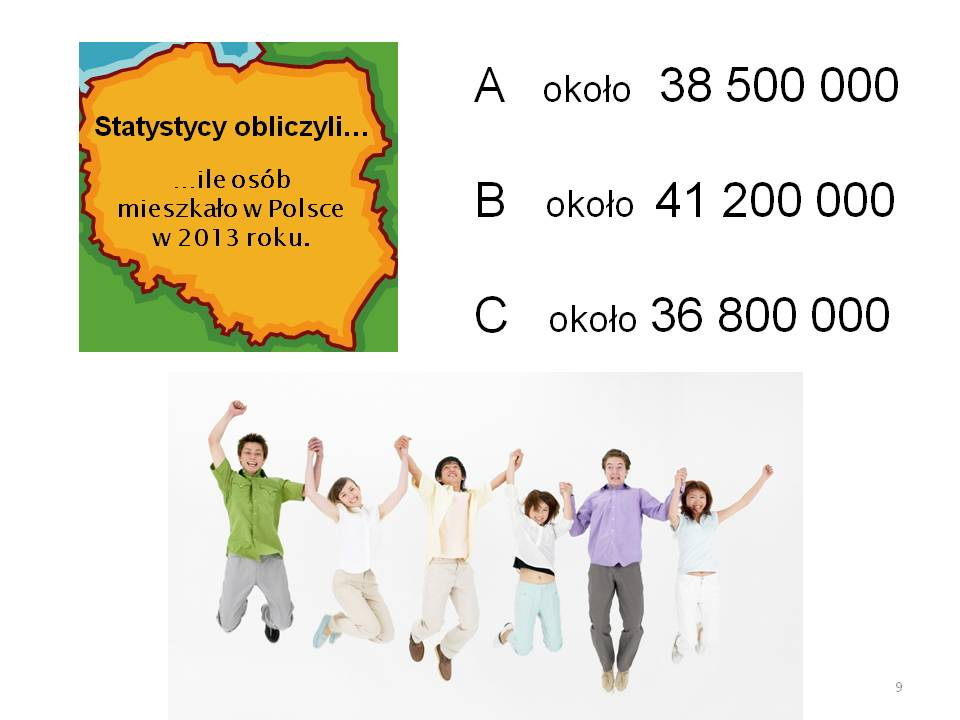 Statystycy obliczyli...
...ile osób
mieszkało w Polsce
w 2013 roku.
A około 38 500 000
B około 41 200 000
C około 36 800 000
9